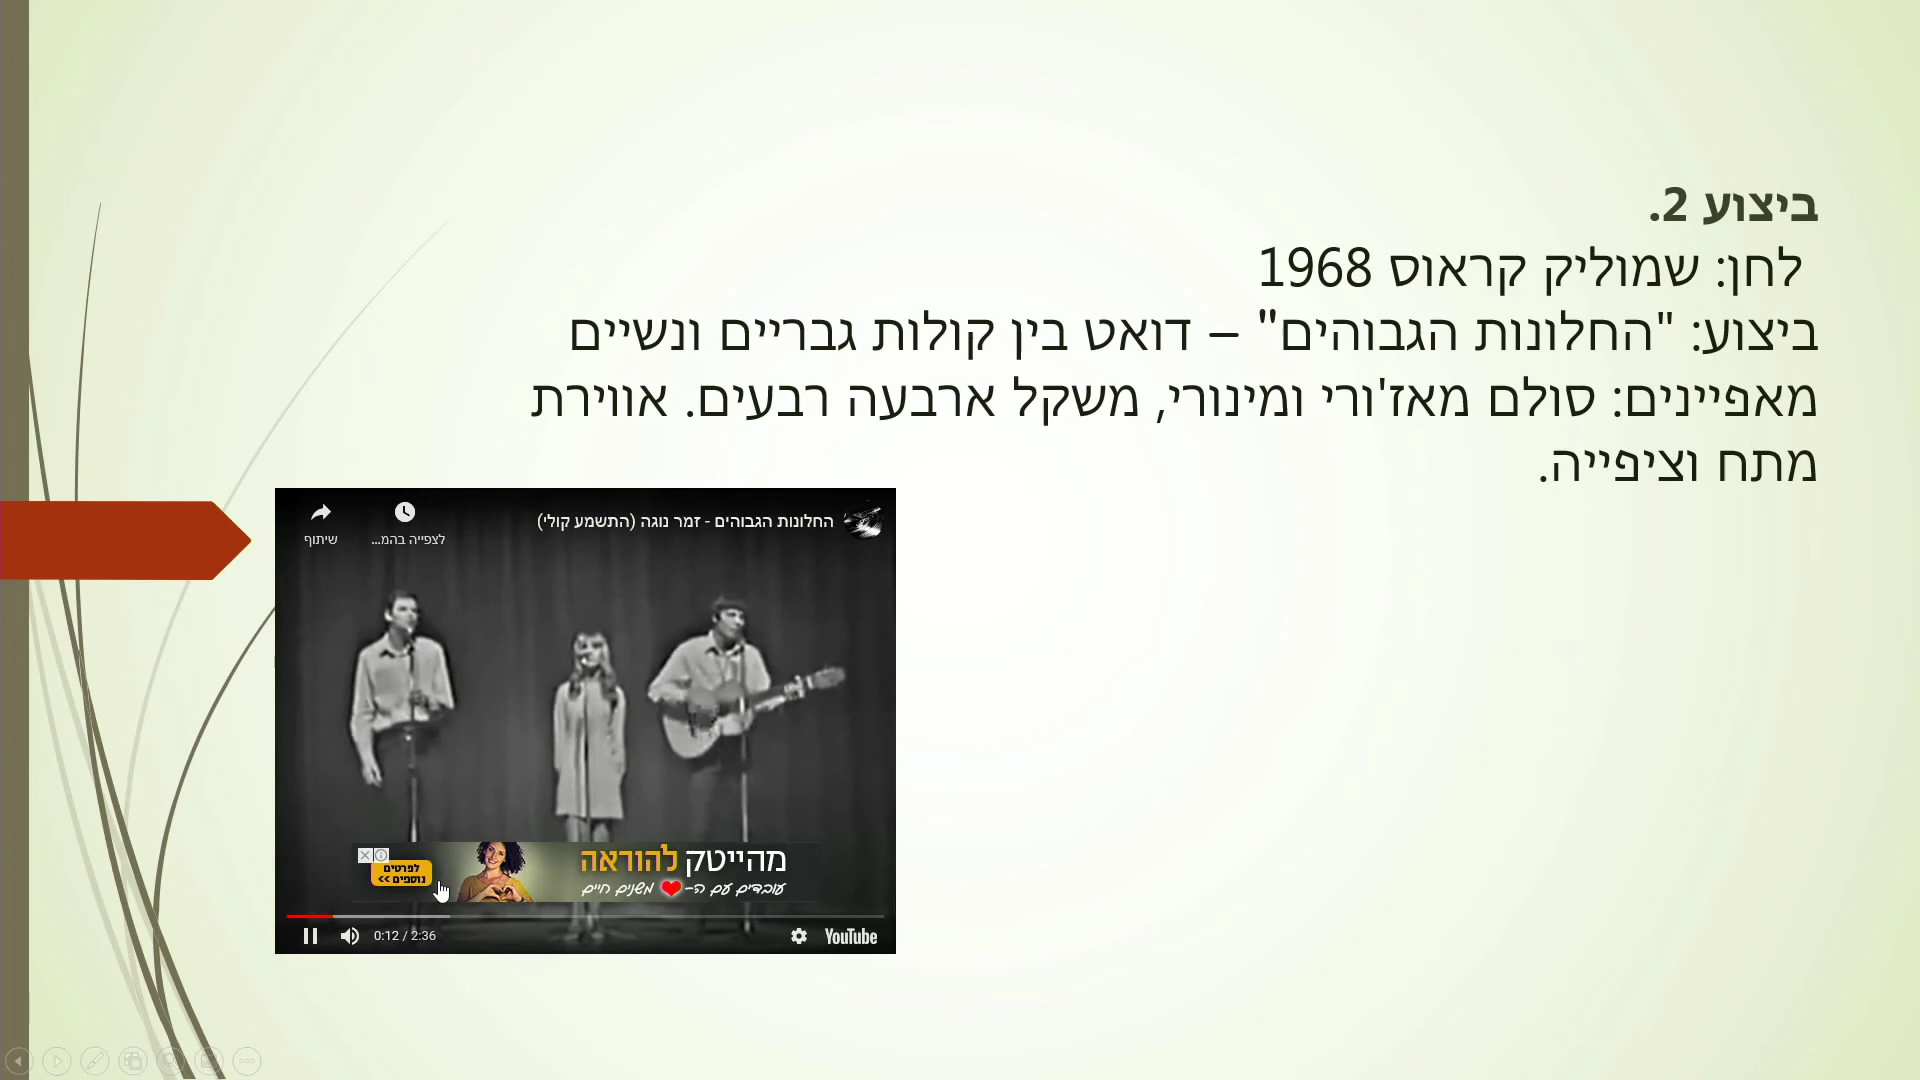 ביצוע 2.
לחן: שמוליק קראוס 1968
ביצוע: "החלונות הגבוהים" – דואט בין קולות גבריים ונשיים
מאפיינים: סולם מאז'ורי ומינורי, משקל ארבעה רבעים. אווירת
מתח וציפייה.
החלונות הגבוהים - זמר נוגה (התשמע קולי)
לצפייה בהמ...
שיתוף
מהייטק להוראה
עובדים עם ה-❤ משנים חיים
לפרטים
נוספים >>
0:12 / 2:36
YouTube